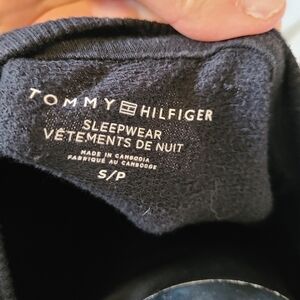 TOMMY HILFIGER
SLEEPWEAR
VÊTEMENTS DE NUIT
MADE IN CAMBODIA
FABRIQUÉ AU CAMBODGE
S/P